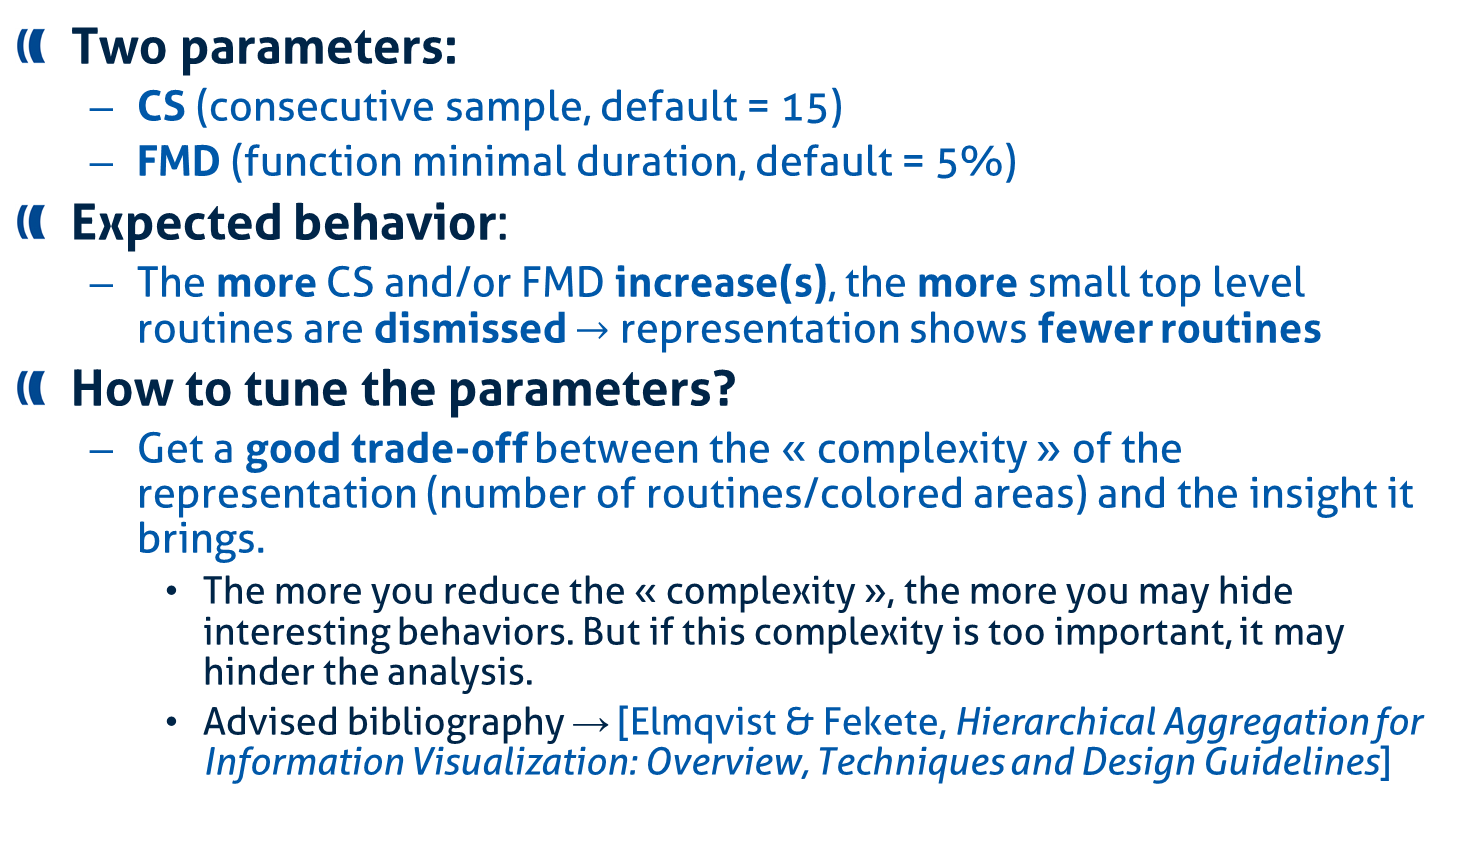 Two parameters:
– CS (consecutive sample, default = 15)
– FMD (function minimal duration, default = 5%)
Expected behavior:
– The more CS and/or FMD increase(s), the more small top level
routines are dismissed → representation shows fewer routines
How to tune the parameters?
– Get a good trade-off between the « complexity » of the
representation (number of routines/colored areas) and the insight it
brings.
• The more you reduce the « complexity », the more you may hide
interesting behaviors. But if this complexity is too important, it may
hinder the analysis.
• Advised bibliography → [Elmqvist & Fekete, Hierarchical Aggregation for
Information Visualization: Overview, Techniques and Design Guidelines]